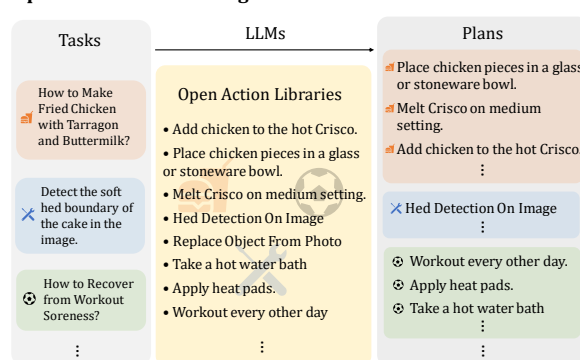 Tasks
LLMs
Plans
How to Make
Fried Chicken
with Tarragon
and Buttermilk?
Detect the soft
hed boundary of
the cake in the
image.
How to Recover
from Workout
Soreness?
Open Action Libraries
• Add chicken to the hot Crisco.
• Place chicken pieces in a glass
or stoneware bowl.
• Melt Crisco on medium setting.
• Hed Detection On Image
• Replace Object From Photo
• Take a hot water bath
• Apply heat pads.
• Workout every other day
Place chicken pieces in a glass
or stoneware bowl.
Melt Crisco on medium
setting.
Add chicken to the hot Crisco.
Hed Detection On Image
Workout every other day.
Apply heat pads.
Take a hot water bath